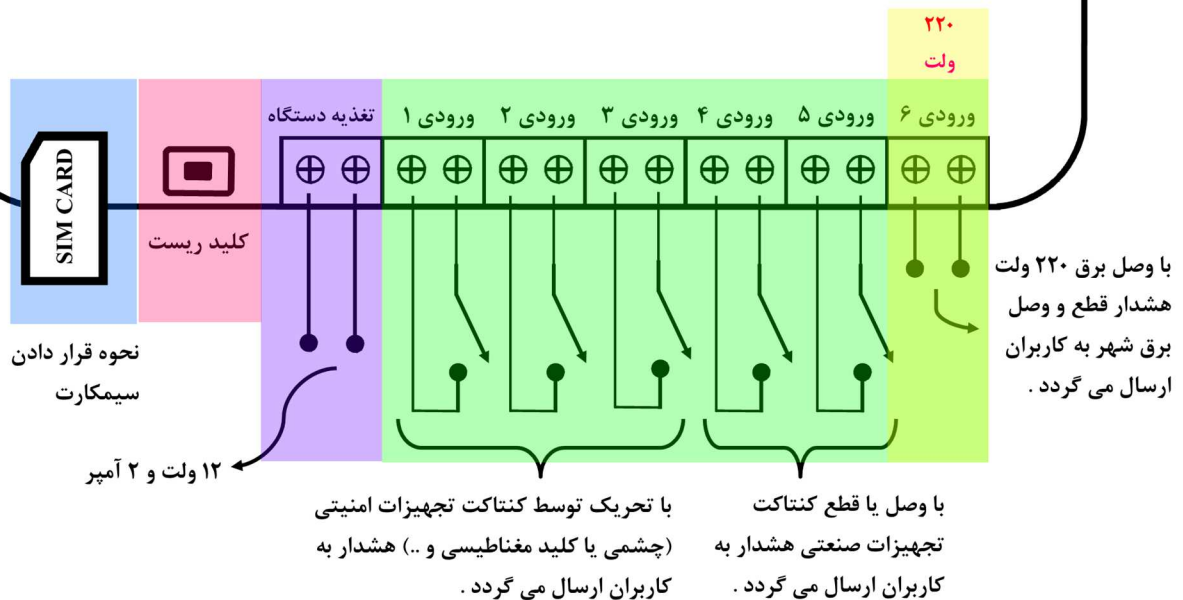 ۲۲۰
ولت
تغذیه دستگاه
ورودی ۱
ورودی ۲
ورودی ۳
ورودی ۴
ورودی ۵
ورودی ۶
SIM CARD
کلید ریست
نحوه قرار دادن
سیمکارت
۱۲ ولت و ۲ آمپر
با تحریک توسط کنتاکت تجهیزات امنیتی
(چشمی یا کلید مغناطیسی و ..) هشدار به
کاربران ارسال می گردد .
با وصل یا قطع کنتاکت
تجهیزات صنعتی هشدار به
کاربران ارسال می گردد .
با وصل برق ۲۲۰ ولت
هشدار قطع و وصل
برق شهر به کاربران
ارسال می گردد .